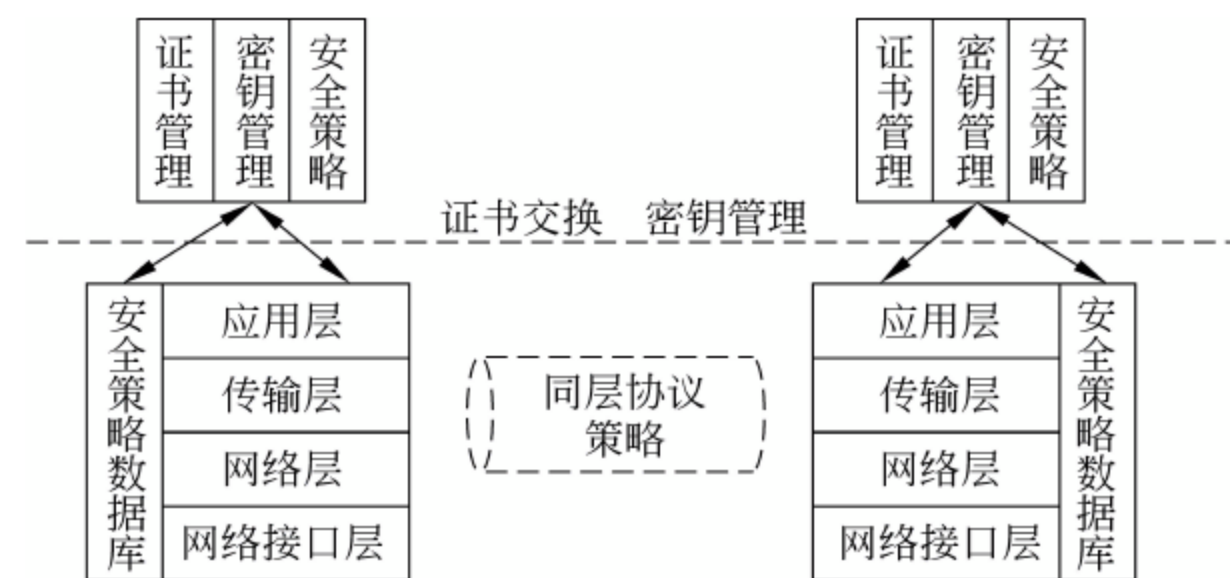 证书管理
密钥管理
安全策略
证书管理
密钥管理
安全策略
证书交换 密钥管理
安全策略数据库
应用层
传输层
网络层
网络接口层
同层协议
策略
应用层
传输层
网络层
网络接口层
安全策略数据库